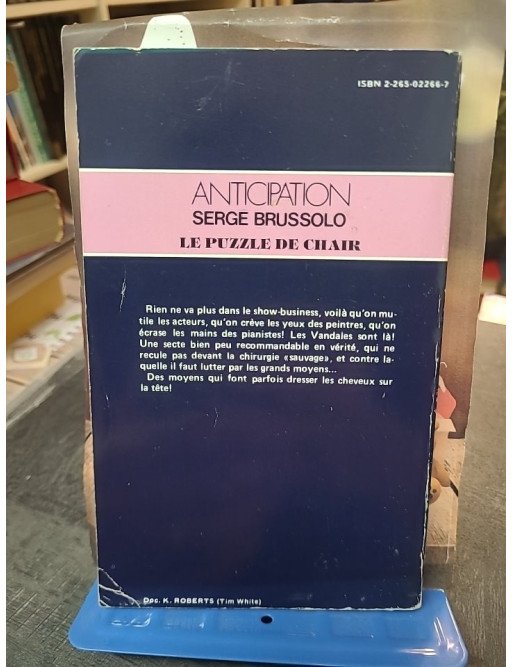 ISBN 2-265-02266-7
ANTICIPATION
SERGE BRUSSOLO
LE PUZZLE DE CHAIR
Rien ne va plus dans le show-business, voilà qu'on mu-
tile les acteurs, qu'on crève les yeux des peintres, qu'on
écrase les mains des pianistes! Les Vandales sont là!
Une secte bien peu recommandable en vérité, qui ne
recule pas devant la chirurgie «sauvage», et contre la-
quelle il faut lutter par les grands moyens...
Des moyens qui font parfois dresser les cheveux sur
la tête!
Doc. K. ROBERTS (Tim White)